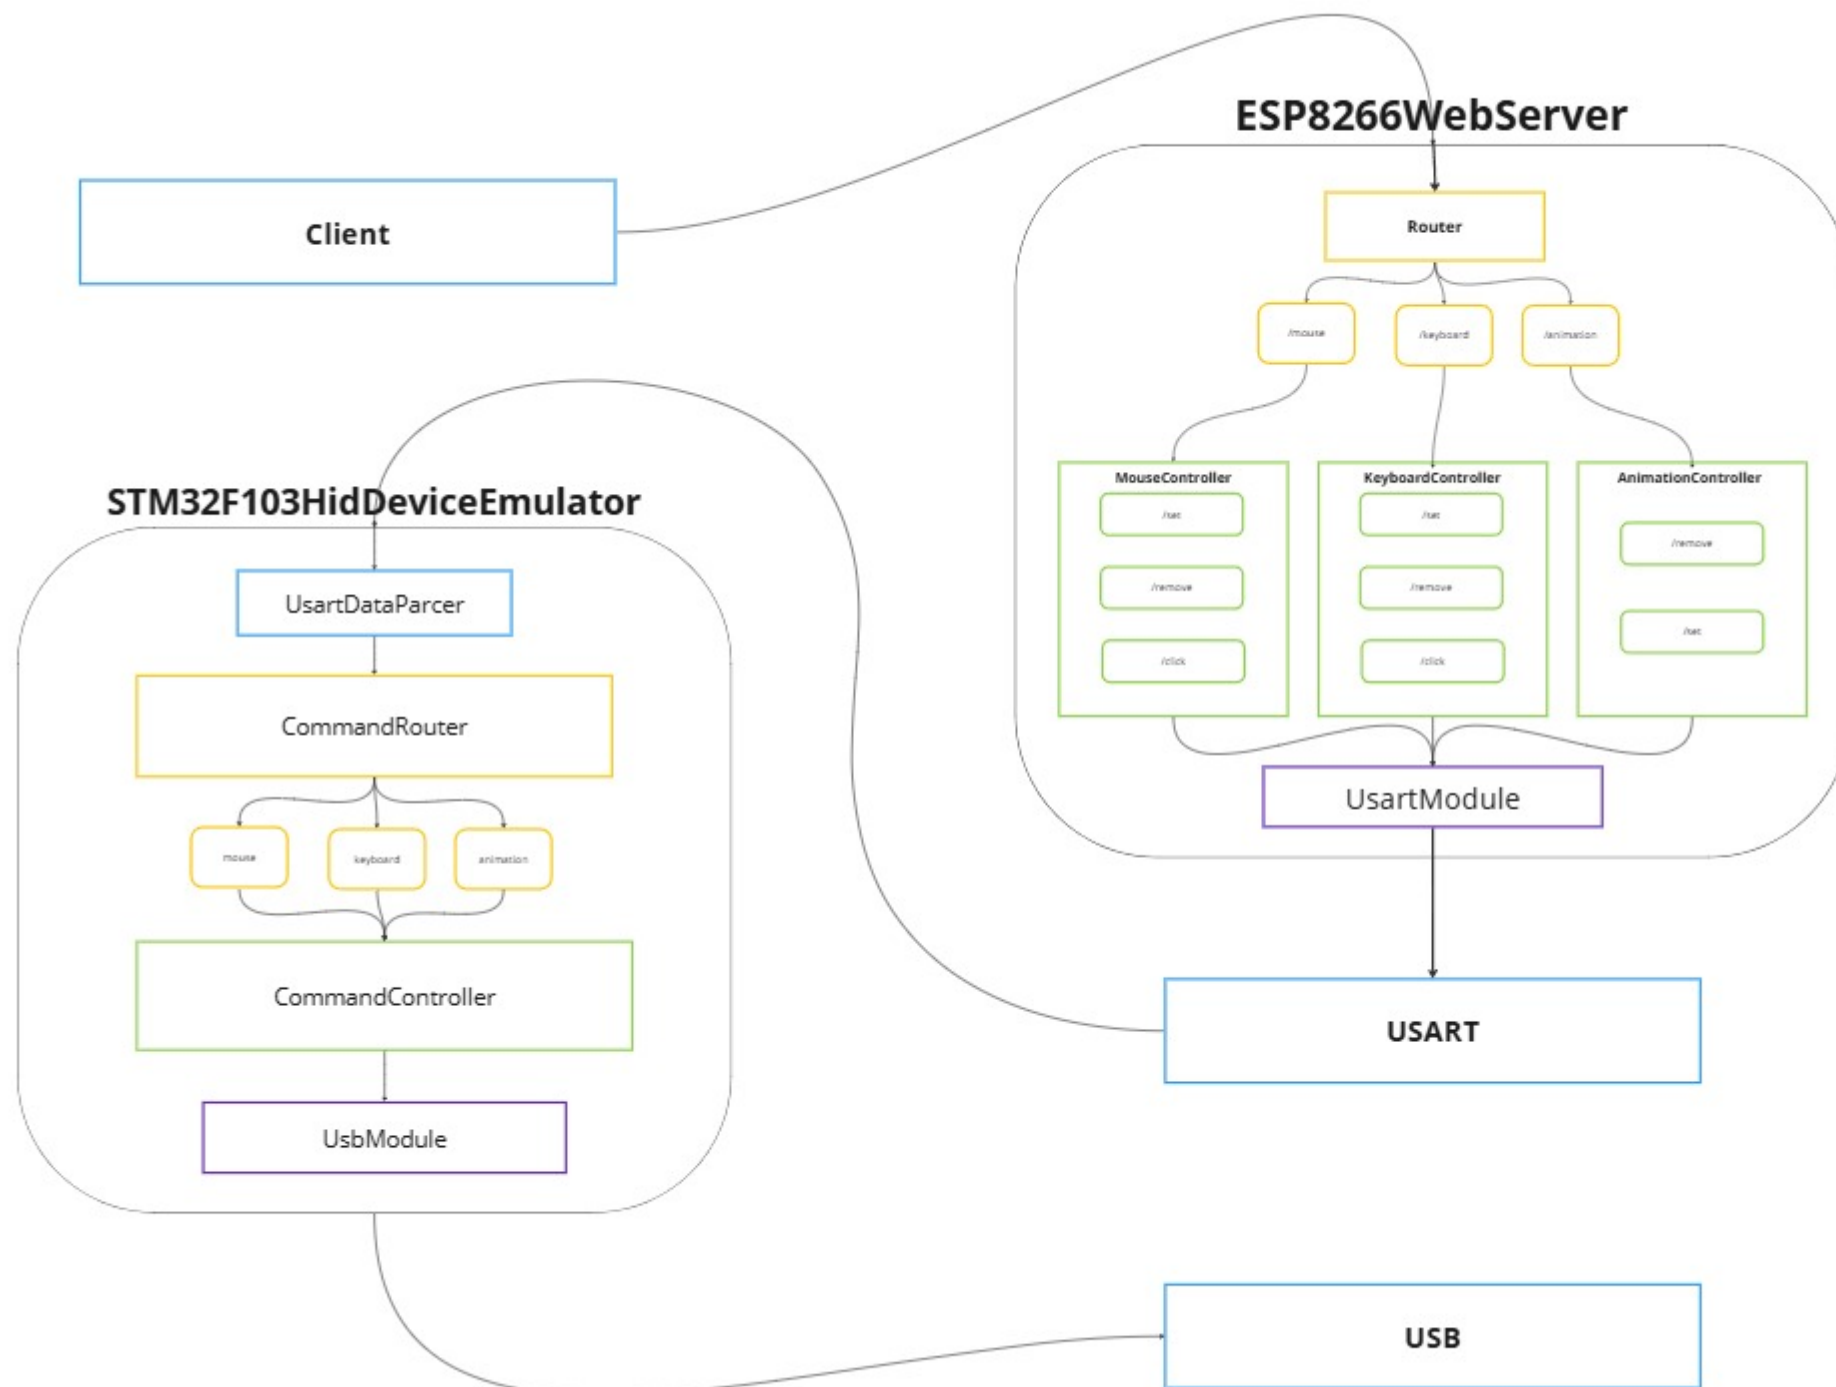 ESP8266WebServer
Client
Router
/mouse
/keyboard
/animation
MouseController
/set
/remove
/click
KeyboardController
/set
/remove
/click
AnimationController
/remove
/set
UsartModule
USART
STM32F103HidDeviceEmulator
UsartDataParcer
CommandRouter
mouse
keyboard
animation
CommandController
UsbModule
USB